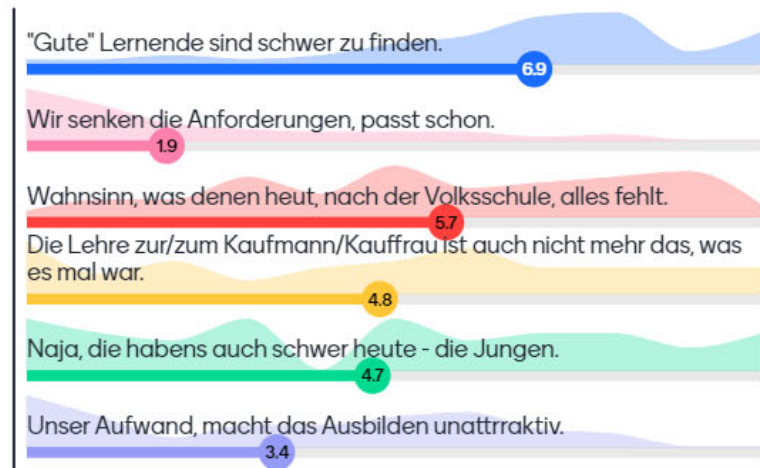 "Gute" Lernende sind schwer zu finden.
6.9
Wir senken die Anforderungen, passt schon.
1.9
Wahnsinn, was denen heut, nach der Volksschule, alles fehlt.
5.7
Die Lehre zur/zum Kaufmann/Kauffrau ist auch nicht mehr das, was
es mal war.
4.8
Naja, die habens auch schwer heute - die Jungen.
4.7
Unser Aufwand, macht das Ausbilden unattrraktiv.
3.4